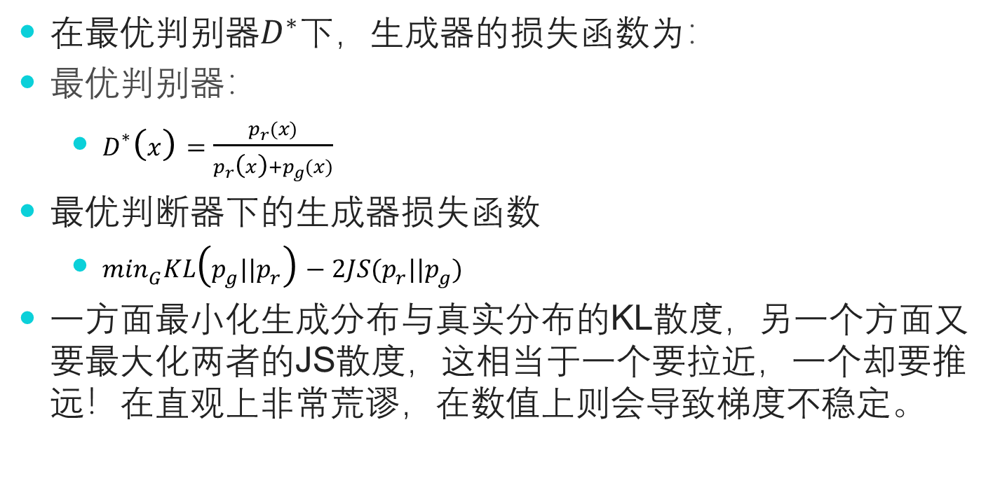 在最优判别器D*下，生成器的损失函数为：
最优判别器：
D*(x) = p_r(x) / (p_r(x)+p_g(x))
最优判断器下的生成器损失函数
min_G KL(p_g||p_r) − 2JS(p_r||p_g)
一方面最小化生成分布与真实分布的KL散度，另一个方面又
要最大化两者的JS散度，这相当于一个要拉近，一个却要推
远！在直观上非常荒谬，在数值上则会导致梯度不稳定。